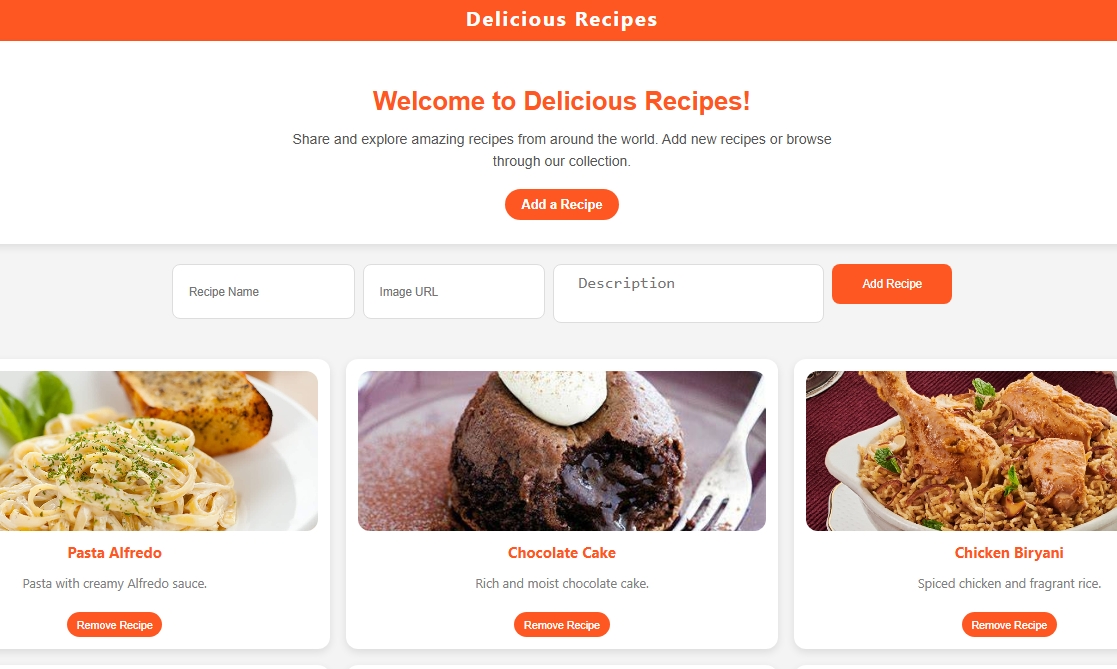 Delicious Recipes
Welcome to Delicious Recipes!
Share and explore amazing recipes from around the world. Add new recipes or browse
through our collection.
Add a Recipe
Recipe Name
Image URL
Description
Add Recipe
Pasta Alfredo
Pasta with creamy Alfredo sauce.
Remove Recipe
Chocolate Cake
Rich and moist chocolate cake.
Remove Recipe
Chicken Biryani
Spiced chicken and fragrant rice.
Remove Recipe